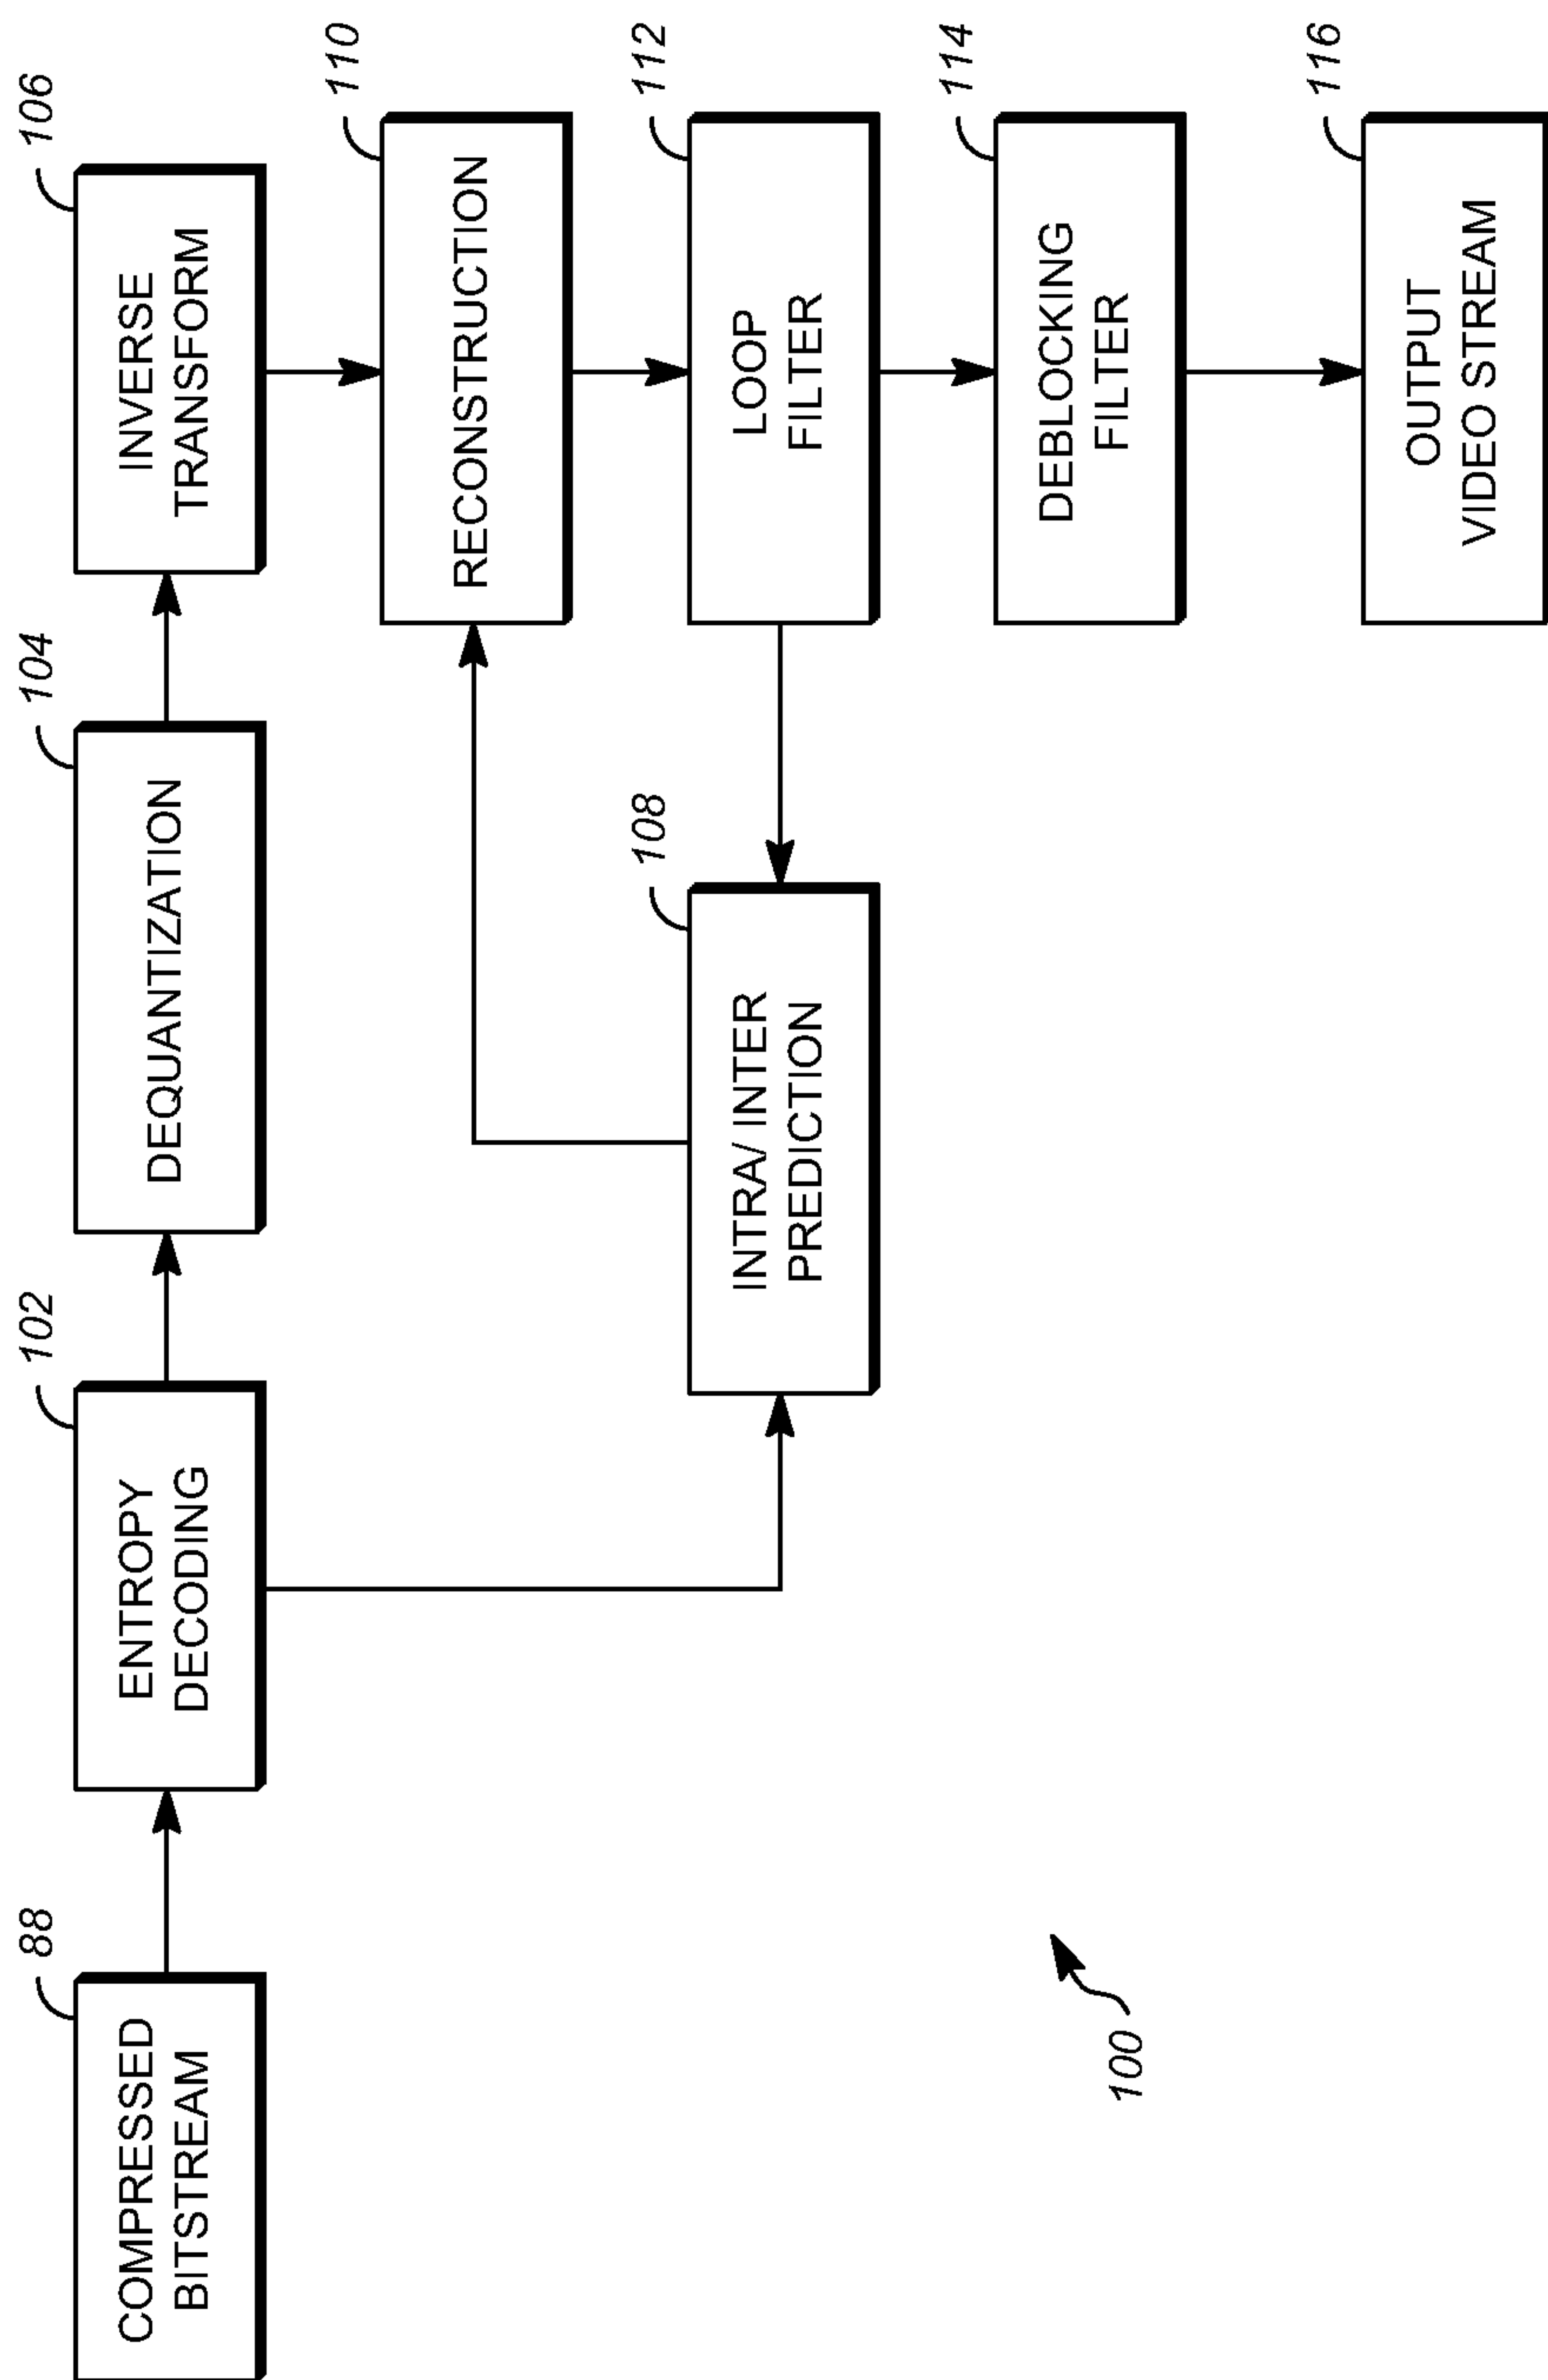 88
COMPRESSED
BITSTREAM
102
ENTROPY
DECODING
104
DEQUANTIZATION
106
INVERSE
TRANSFORM
108
INTRA/ INTER
PREDICTION
110
RECONSTRUCTION
112
LOOP
FILTER
114
DEBLOCKING
FILTER
116
OUTPUT
VIDEO STREAM
100